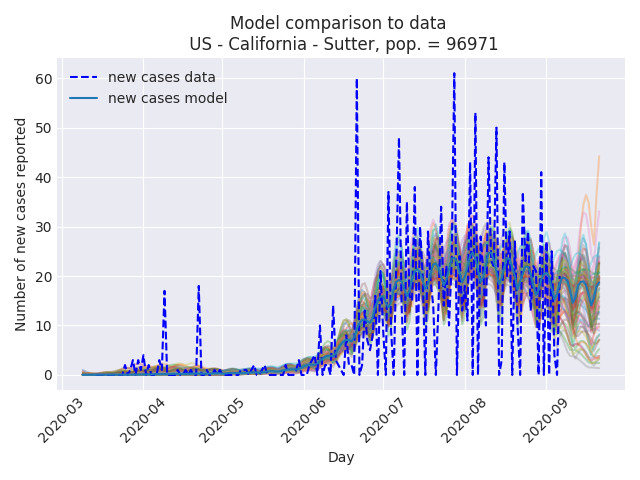 Model comparison to data
US - California - Sutter, pop. = 96971
new cases data
new cases model
Number of new cases reported
60
50
40
30
20
10
0
2020-03
2020-04
2020-05
2020-06
2020-07
2020-08
2020-09
Day